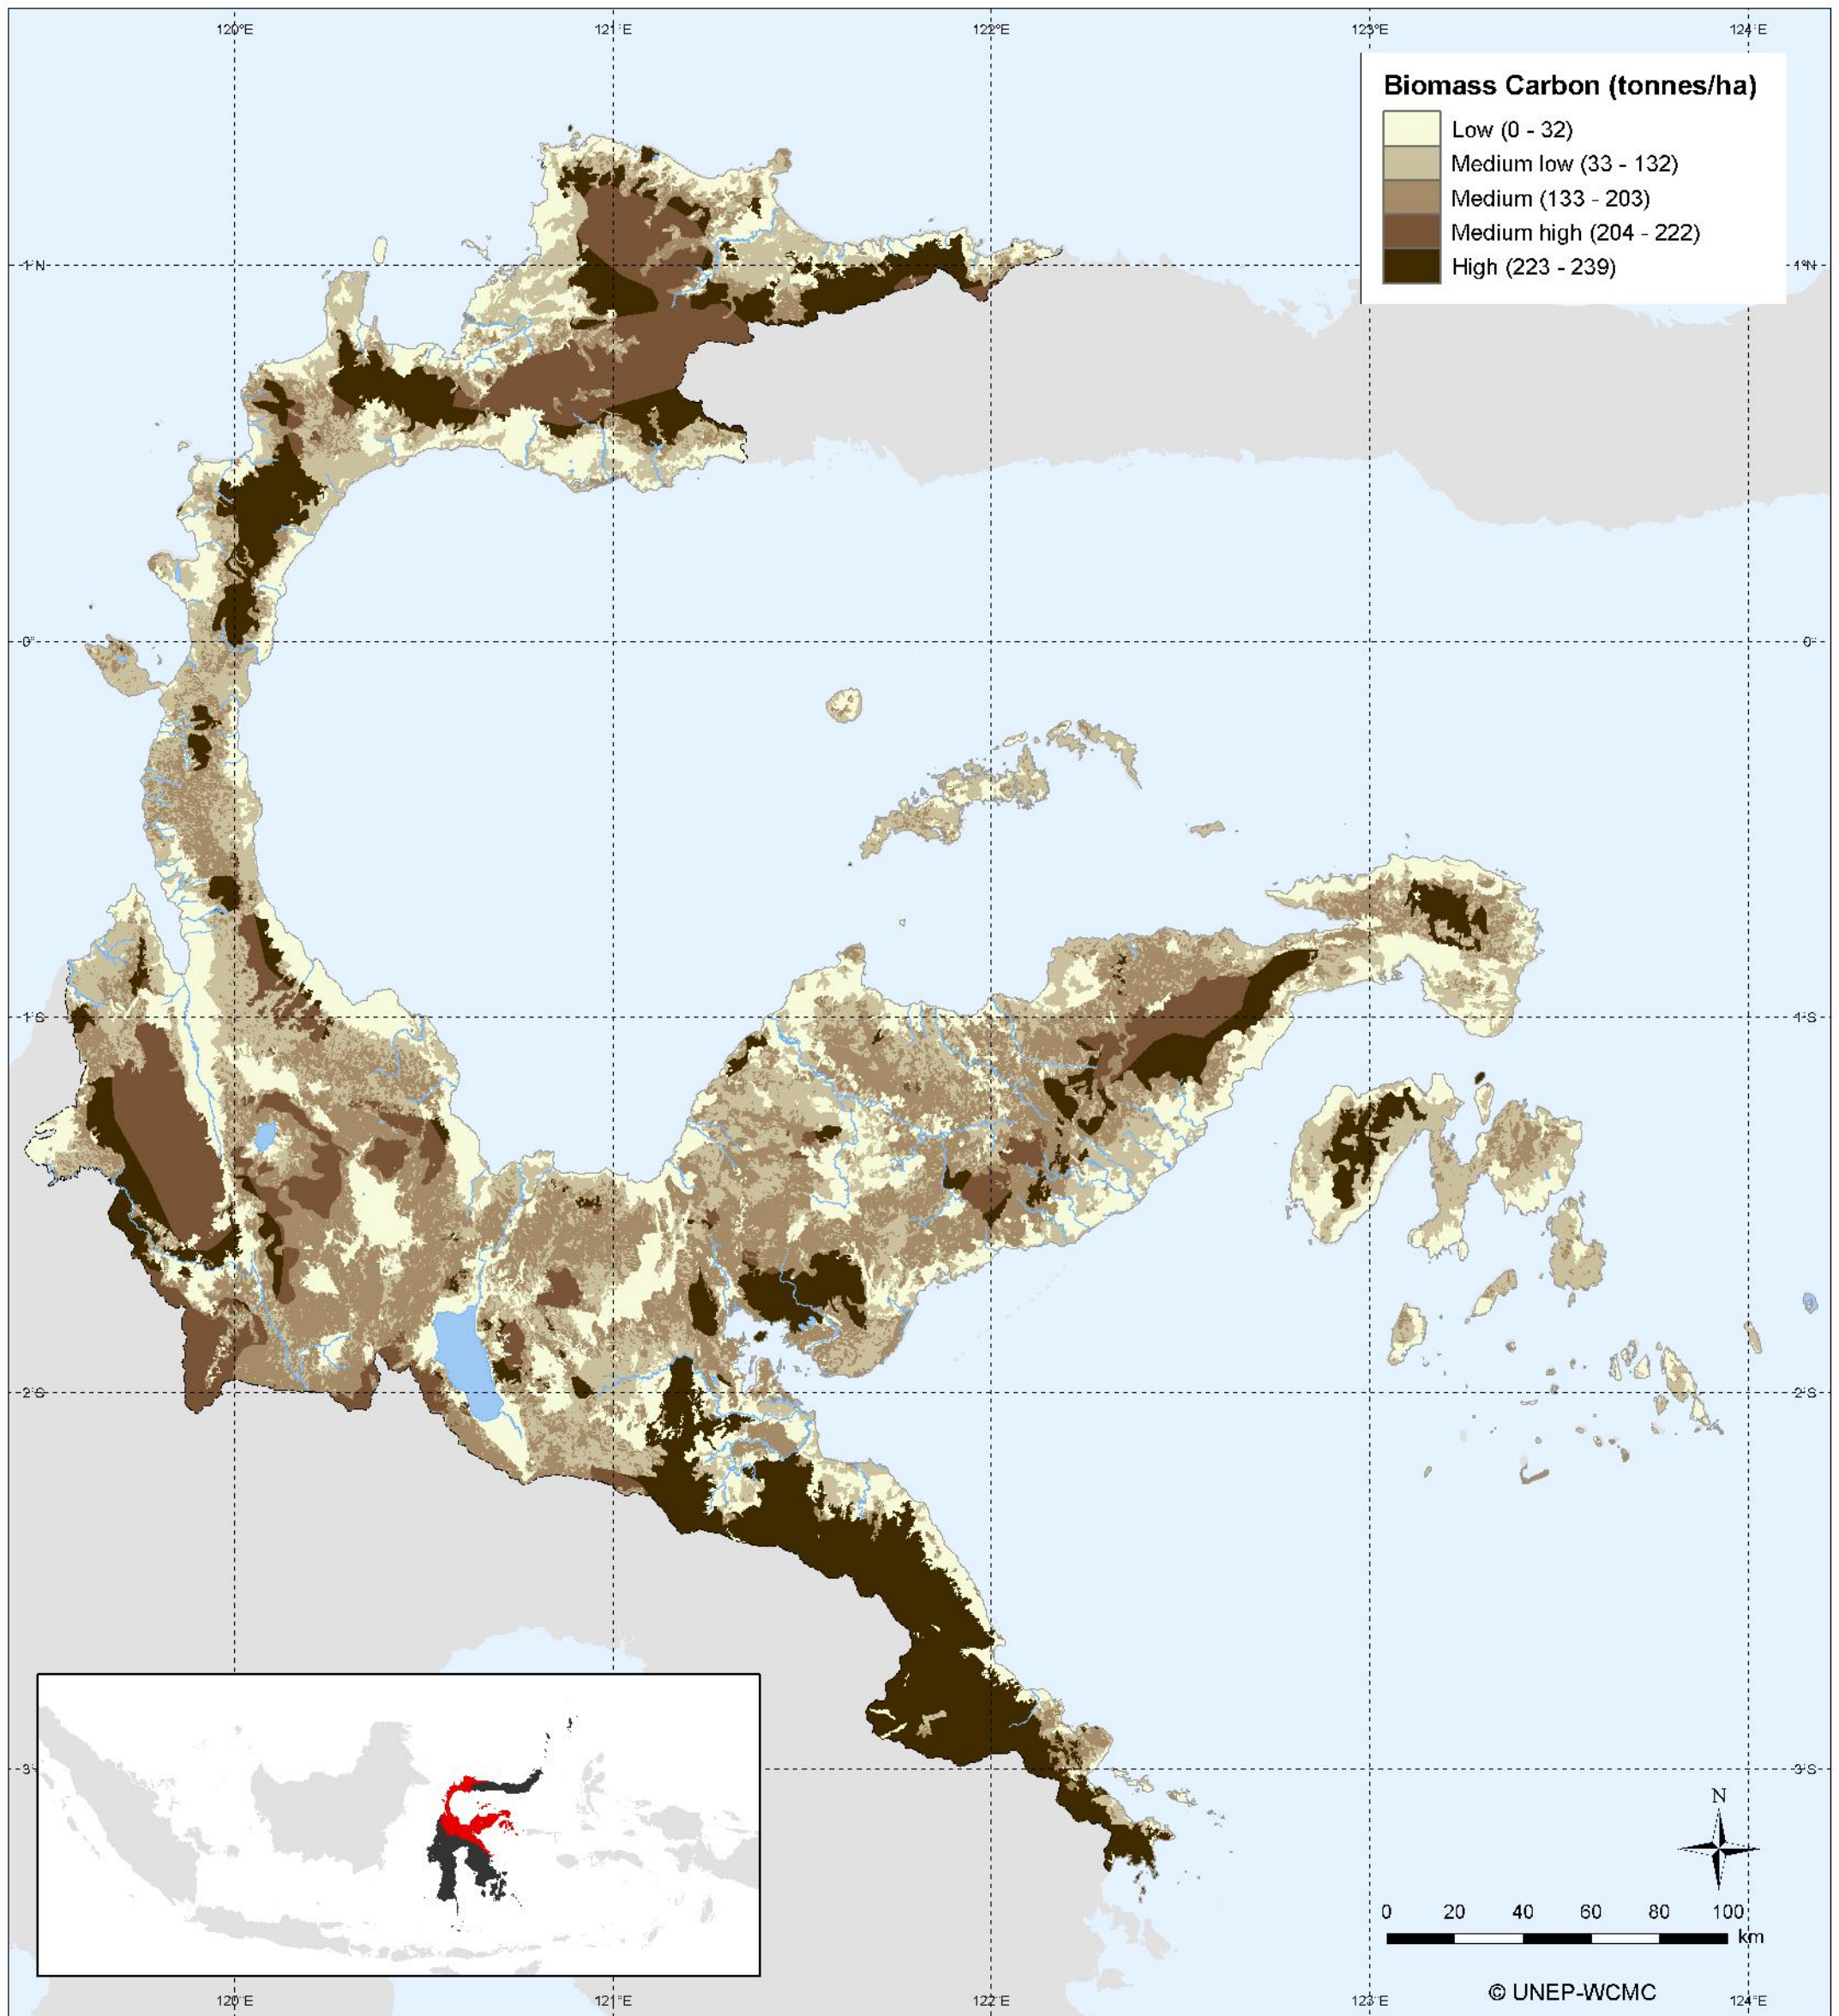 120°E 121°E 122°E 123°E 124°E
Biomass Carbon (tonnes/ha)
Low (0 - 32)
Medium low (33 - 132)
Medium (133 - 203)
Medium high (204 - 222)
High (223 - 239)
1°N 1°N
0° 0°
1°S 1°S
2°S 2°S
3°S 3°S
N
0 20 40 60 80 100
km
© UNEP-WCMC
120°E 121°E 122°E 123°E 124°E